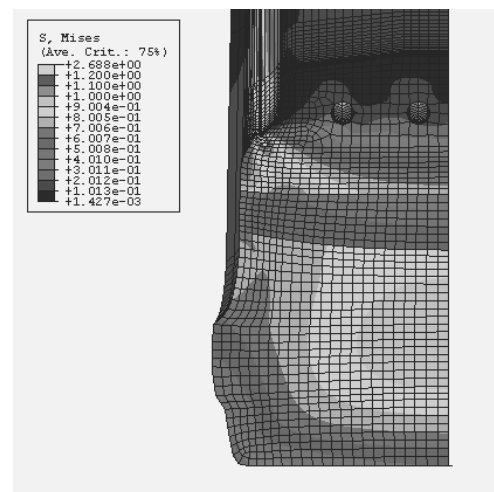 S, Mises
(Ave. Crit.: 75%)
+2.688e+00
+1.200e+00
+1.100e+00
+1.000e+00
+9.004e-01
+8.005e-01
+7.006e-01
+6.007e-01
+5.008e-01
+4.010e-01
+3.011e-01
+2.012e-01
+1.013e-01
+1.427e-03